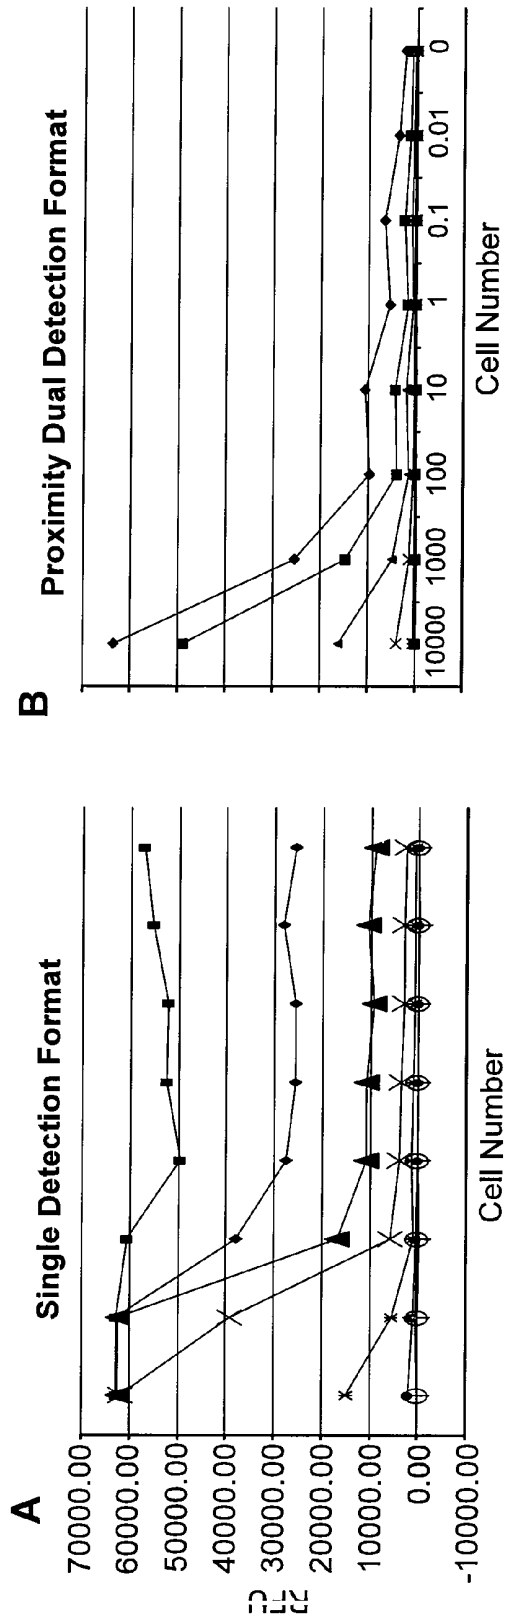 A
Single Detection Format
70000.00
60000.00
50000.00
40000.00
30000.00
20000.00
10000.00
0.00
-10000.00
Cell Number
B
Proximity Dual Detection Format
10000 1000 100 10 1 0.1 0.01 0
Cell Number